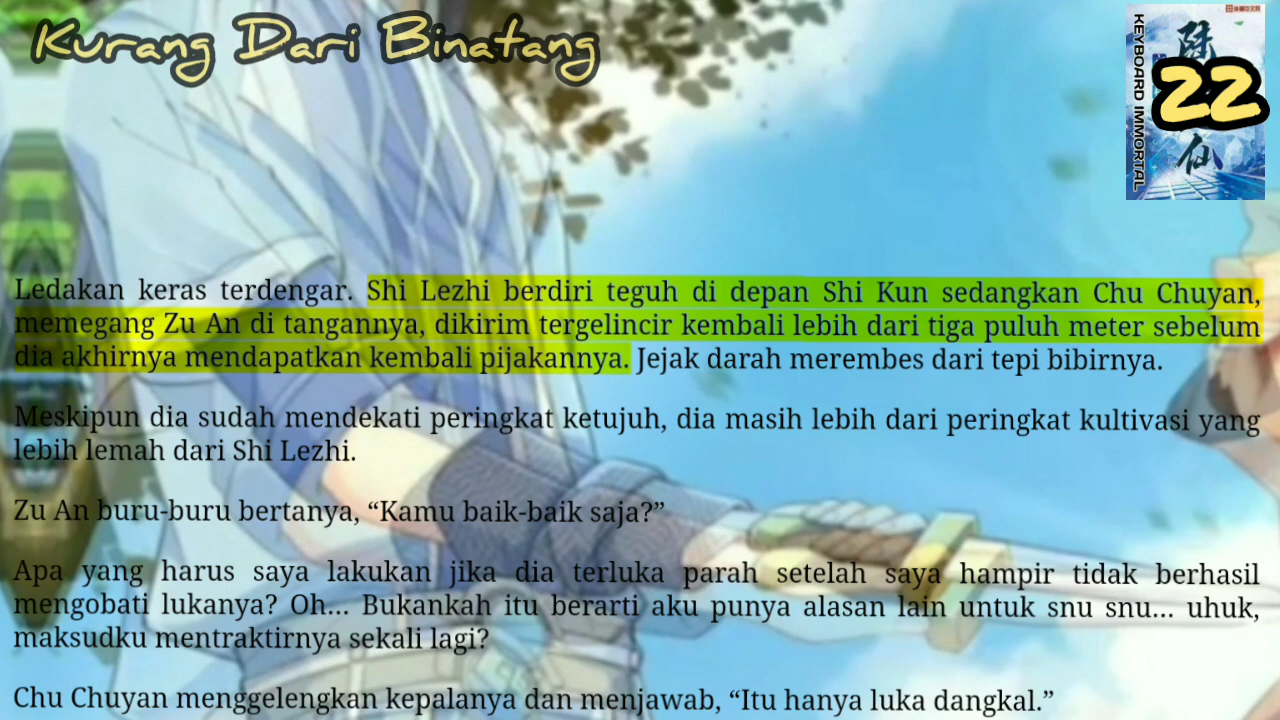 Kurang Dari Binatang
KEYBOARD IMMORTAL
陆
仙
22
Ledakan keras terdengar. Shi Lezhi berdiri teguh di depan Shi Kun sedangkan Chu Chuyan,
memegang Zu An di tangannya, dikirim tergelincir kembali lebih dari tiga puluh meter sebelum
dia akhirnya mendapatkan kembali pijakannya. Jejak darah merembes dari tepi bibirnya.
Meskipun dia sudah mendekati peringkat ketujuh, dia masih lebih dari peringkat kultivasi yang
lebih lemah dari Shi Lezhi.
Zu An buru-buru bertanya, “Kamu baik-baik saja?”
Apa yang harus saya lakukan jika dia terluka parah setelah saya hampir tidak berhasil
mengobati lukanya? Oh... Bukankah itu berarti aku punya alasan lain untuk snu snu... uhuk,
maksudku mentraktirnya sekali lagi?
Chu Chuyan menggelengkan kepalanya dan menjawab, “Itu hanya luka dangkal.”